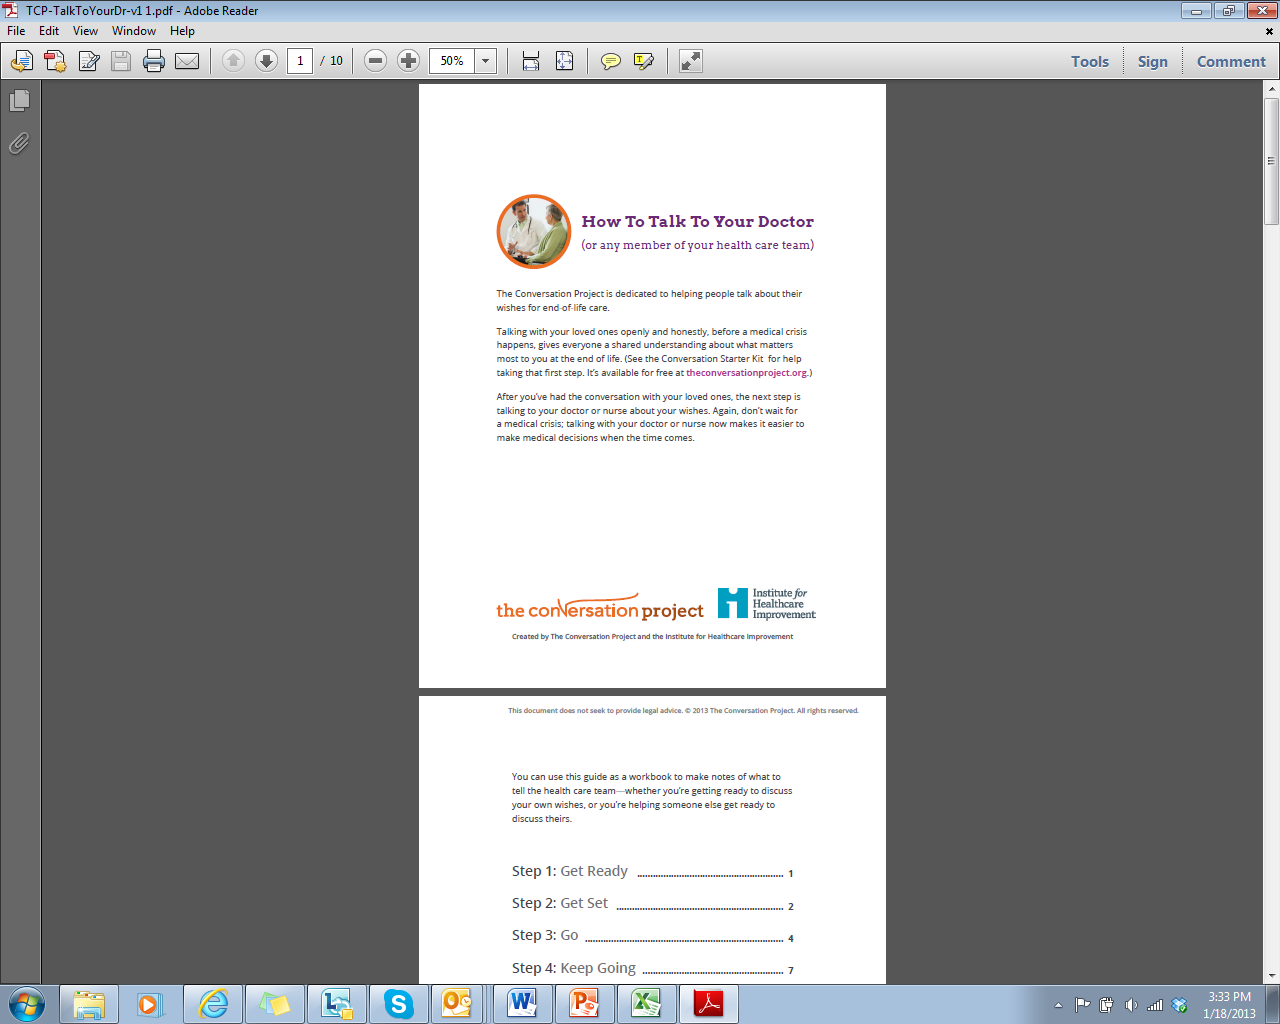 TCP-TalkToYourDr-v1 1.pdf - Adobe Reader
File Edit View Window Help
1 / 10 50% Tools Sign Comment
How To Talk To Your Doctor
(or any member of your health care team)
The Conversation Project is dedicated to helping people talk about their
wishes for end-of-life care.
Talking with your loved ones openly and honestly, before a medical crisis
happens, gives everyone a shared understanding about what matters
most to you at the end of life. (See the Conversation Starter Kit for help
taking that first step. It's available for free at theconversationproject.org.)
After you've had the conversation with your loved ones, the next step is
talking to your doctor or nurse about your wishes. Again, don't wait for
a medical crisis; talking with your doctor or nurse now makes it easier to
make medical decisions when the time comes.
the conversation project
Institute for
Healthcare
Improvement
Created by The Conversation Project and the Institute for Healthcare Improvement
This document does not seek to provide legal advice. © 2013 The Conversation Project. All rights reserved.
You can use this guide as a workbook to make notes of what to
tell the health care team—whether you're getting ready to discuss
your own wishes, or you're helping someone else get ready to
discuss theirs.
Step 1: Get Ready ........ 1
Step 2: Get Set ........ 2
Step 3: Go ........ 4
Step 4: Keep Going ........ 7
3:33 PM
1/18/2013